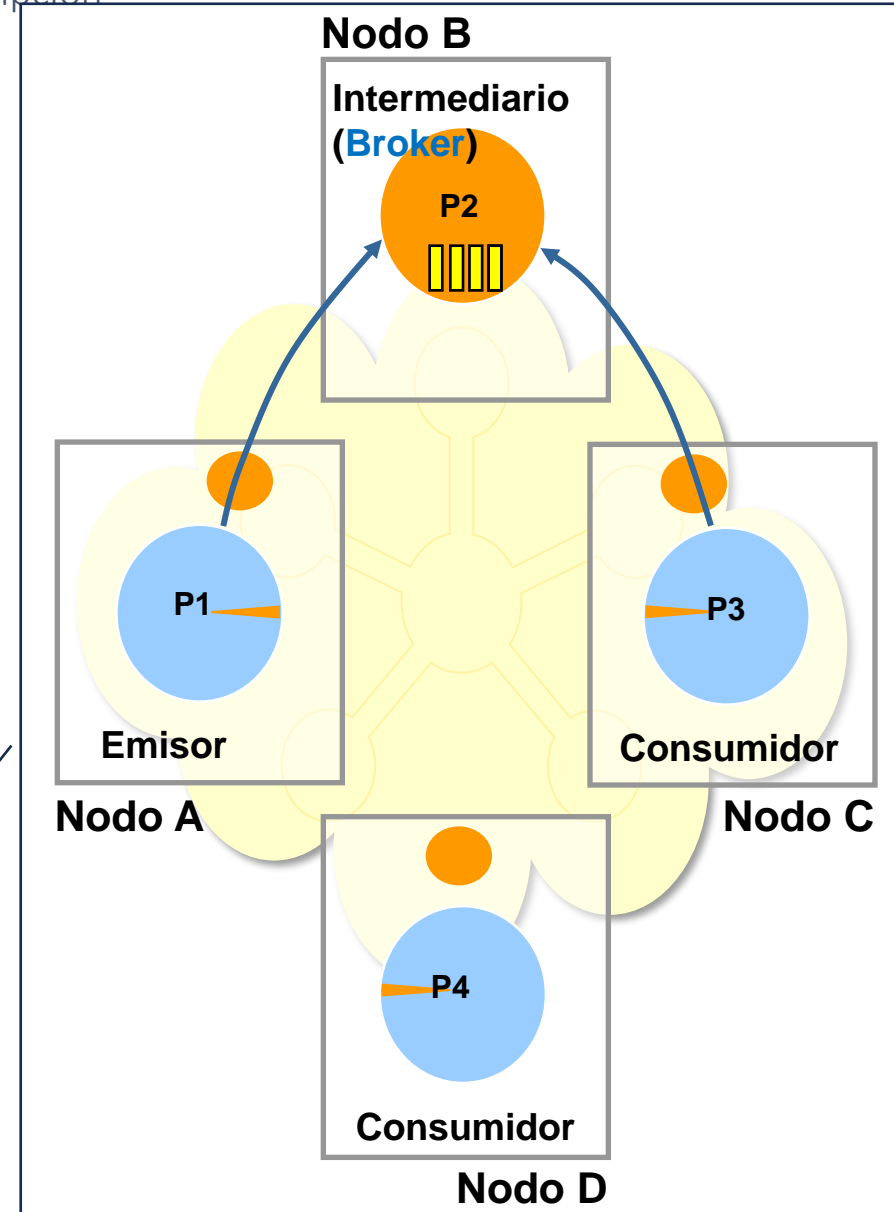 Nodo B
Intermediario
(Broker)
P2
P1
P3
Emisor
Consumidor
Nodo A
Nodo C
P4
Consumidor
Nodo D